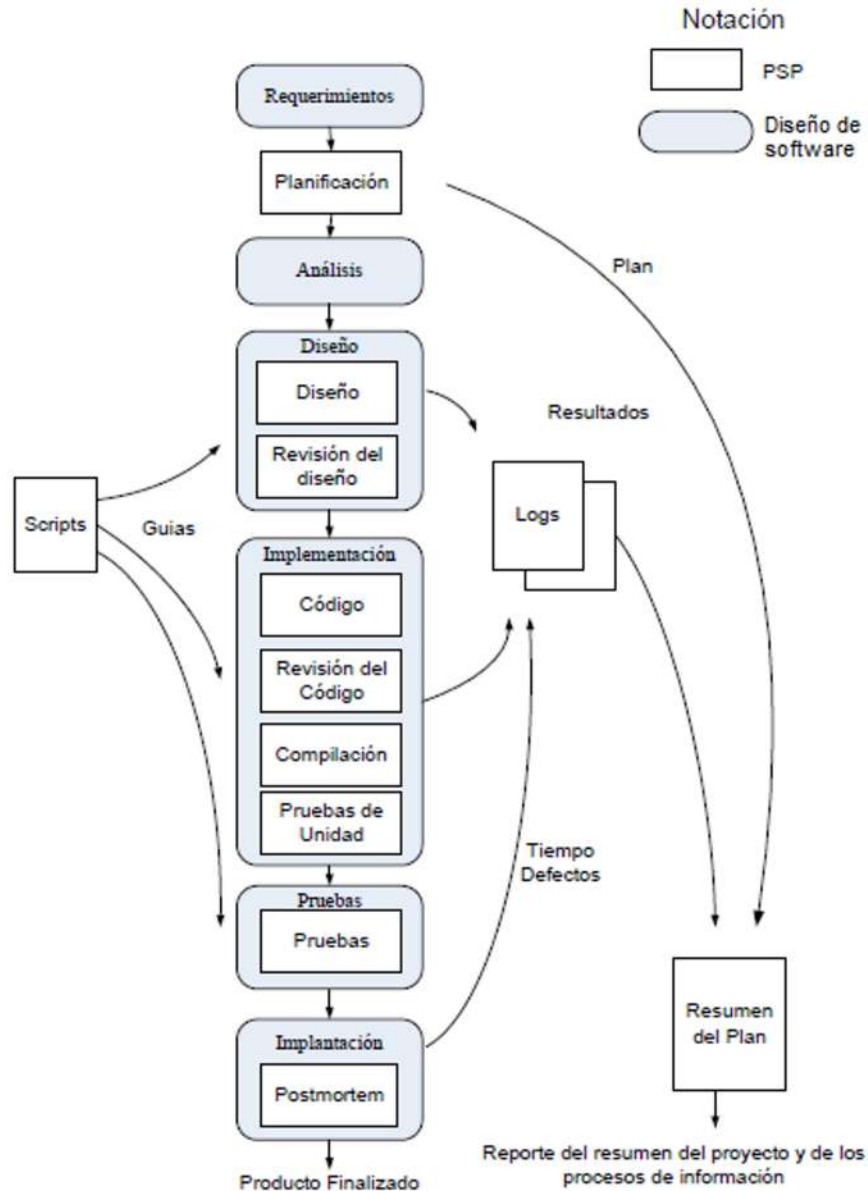 Notación
PSP
Diseño de
software
Requerimientos
Planificación
Análisis
Plan
Diseño
Diseño
Revisión del
diseño
Resultados
Scripts
Guias
Logs
Implementación
Código
Revisión del
Código
Compilación
Pruebas de
Unidad
Tiempo
Defectos
Pruebas
Pruebas
Implantación
Postmortem
Resumen
del Plan
Producto Finalizado
Reporte del resumen del proyecto y de los
procesos de información